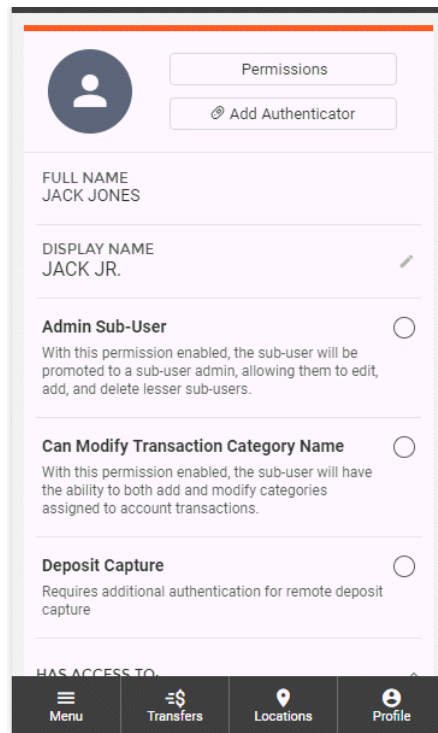 Permissions
Add Authenticator
FULL NAME
JACK JONES
DISPLAY NAME
JACK JR.
Admin Sub-User
With this permission enabled, the sub-user will be
promoted to a sub-user admin, allowing them to edit,
add, and delete lesser sub-users.
Can Modify Transaction Category Name
With this permission enabled, the sub-user will have
the ability to both add and modify categories
assigned to account transactions.
Deposit Capture
Requires additional authentication for remote deposit
capture
HAS ACCESS TO:
Menu
Transfers
Locations
Profile